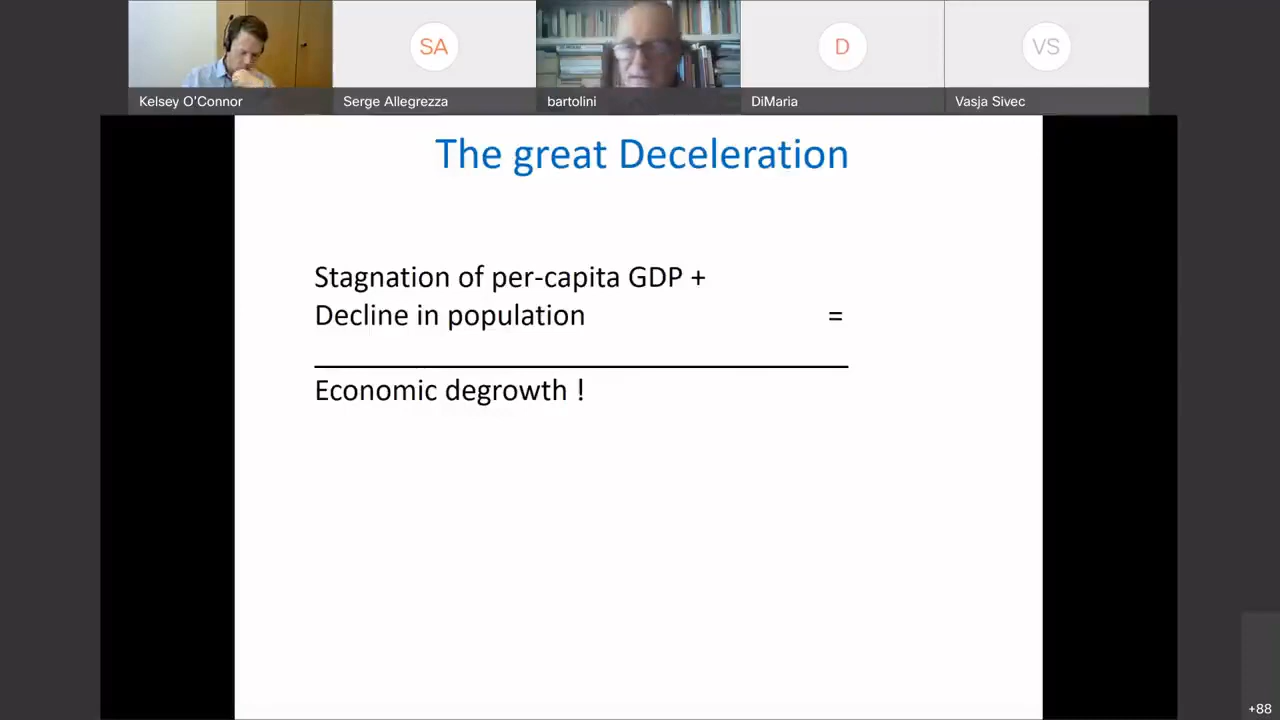 SA
D
VS
Kelsey O'Connor
Serge Allegrezza
bartolini
DiMaria
Vasja Sivec
The great Deceleration
Stagnation of per-capita GDP +
Decline in population =
Economic degrowth !
+88